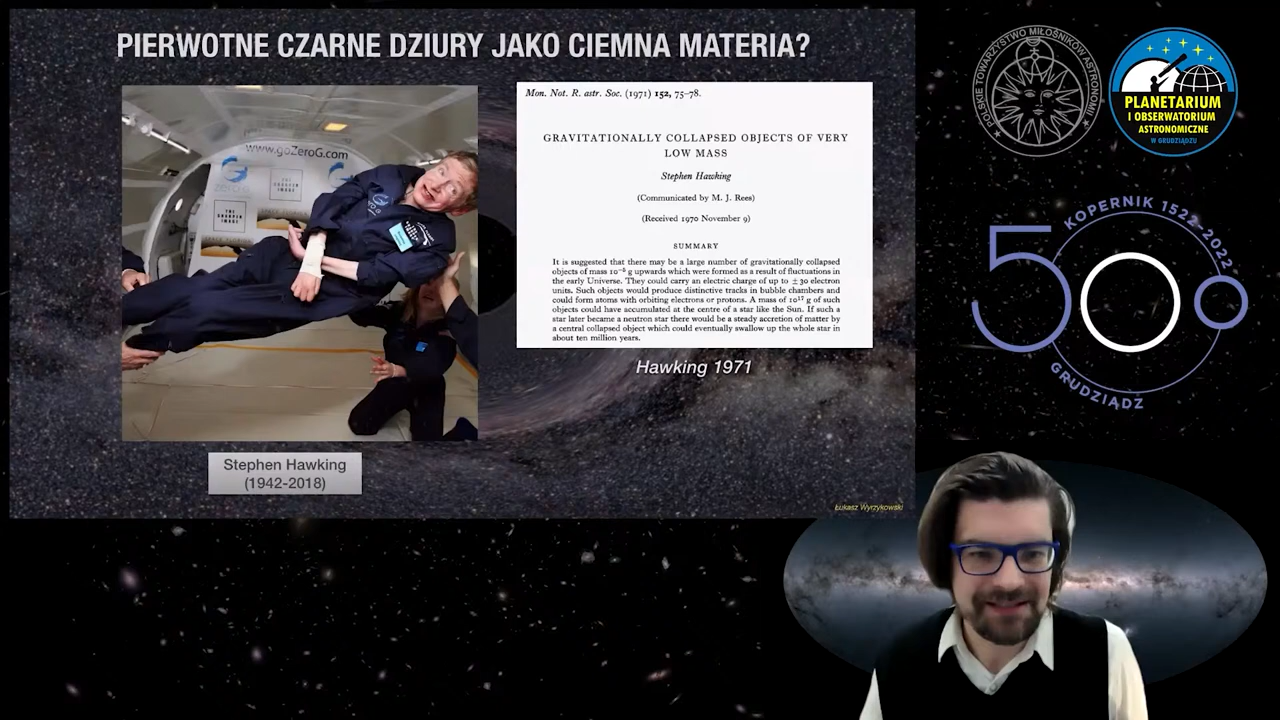 PIERWOTNE CZARNE DZIURY JAKO CIEMNA MATERIA?
www.goZeroG.com
ZERO G
THE
SHARPER
IMAGE
THE
SHARPER
IMAGE
Stephen Hawking
(1942-2018)
Mon. Not. R. astr. Soc. (1971) 152, 75–78.
GRAVITATIONALLY COLLAPSED OBJECTS OF VERY
LOW MASS
Stephen Hawking
(Communicated by M. J. Rees)
(Received 1970 November 9)
SUMMARY
It is suggested that there may be a large number of gravitationally collapsed
objects of mass 10⁻⁵ g upwards which were formed as a result of fluctuations in
the early Universe. They could carry an electric charge of up to ±30 electron
units. Such objects would produce distinctive tracks in bubble chambers and
could form atoms with orbiting electrons or protons. A mass of 10¹⁷ g of such
objects could have accumulated at the centre of a star like the Sun. If such a
star later became a neutron star there would be a steady accretion of matter by
a central collapsed object which could eventually swallow up the whole star in
about ten million years.
Hawking 1971
Łukasz Wyrzykowski
POLSKIE TOWARZYSTWO MIŁOŚNIKÓW ASTRONOMII
PLANETARIUM
I OBSERWATORIUM
ASTRONOMICZNE
W GRUDZIĄDZU
500
KOPERNIK 1522-2022
GRUDZIĄDZ